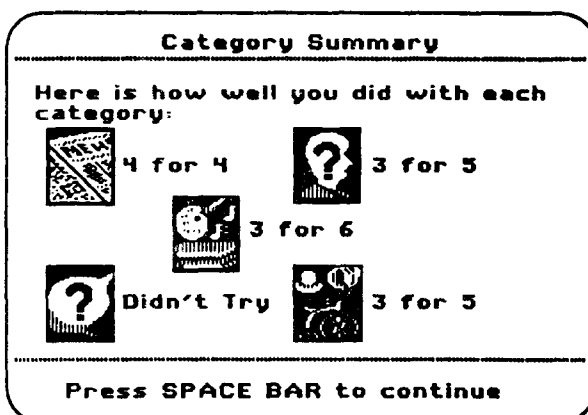 Category Summary
Here is how well you did with each
category:
4 for 4
3 for 5
3 for 6
Didn't Try
3 for 5
Press SPACE BAR to continue